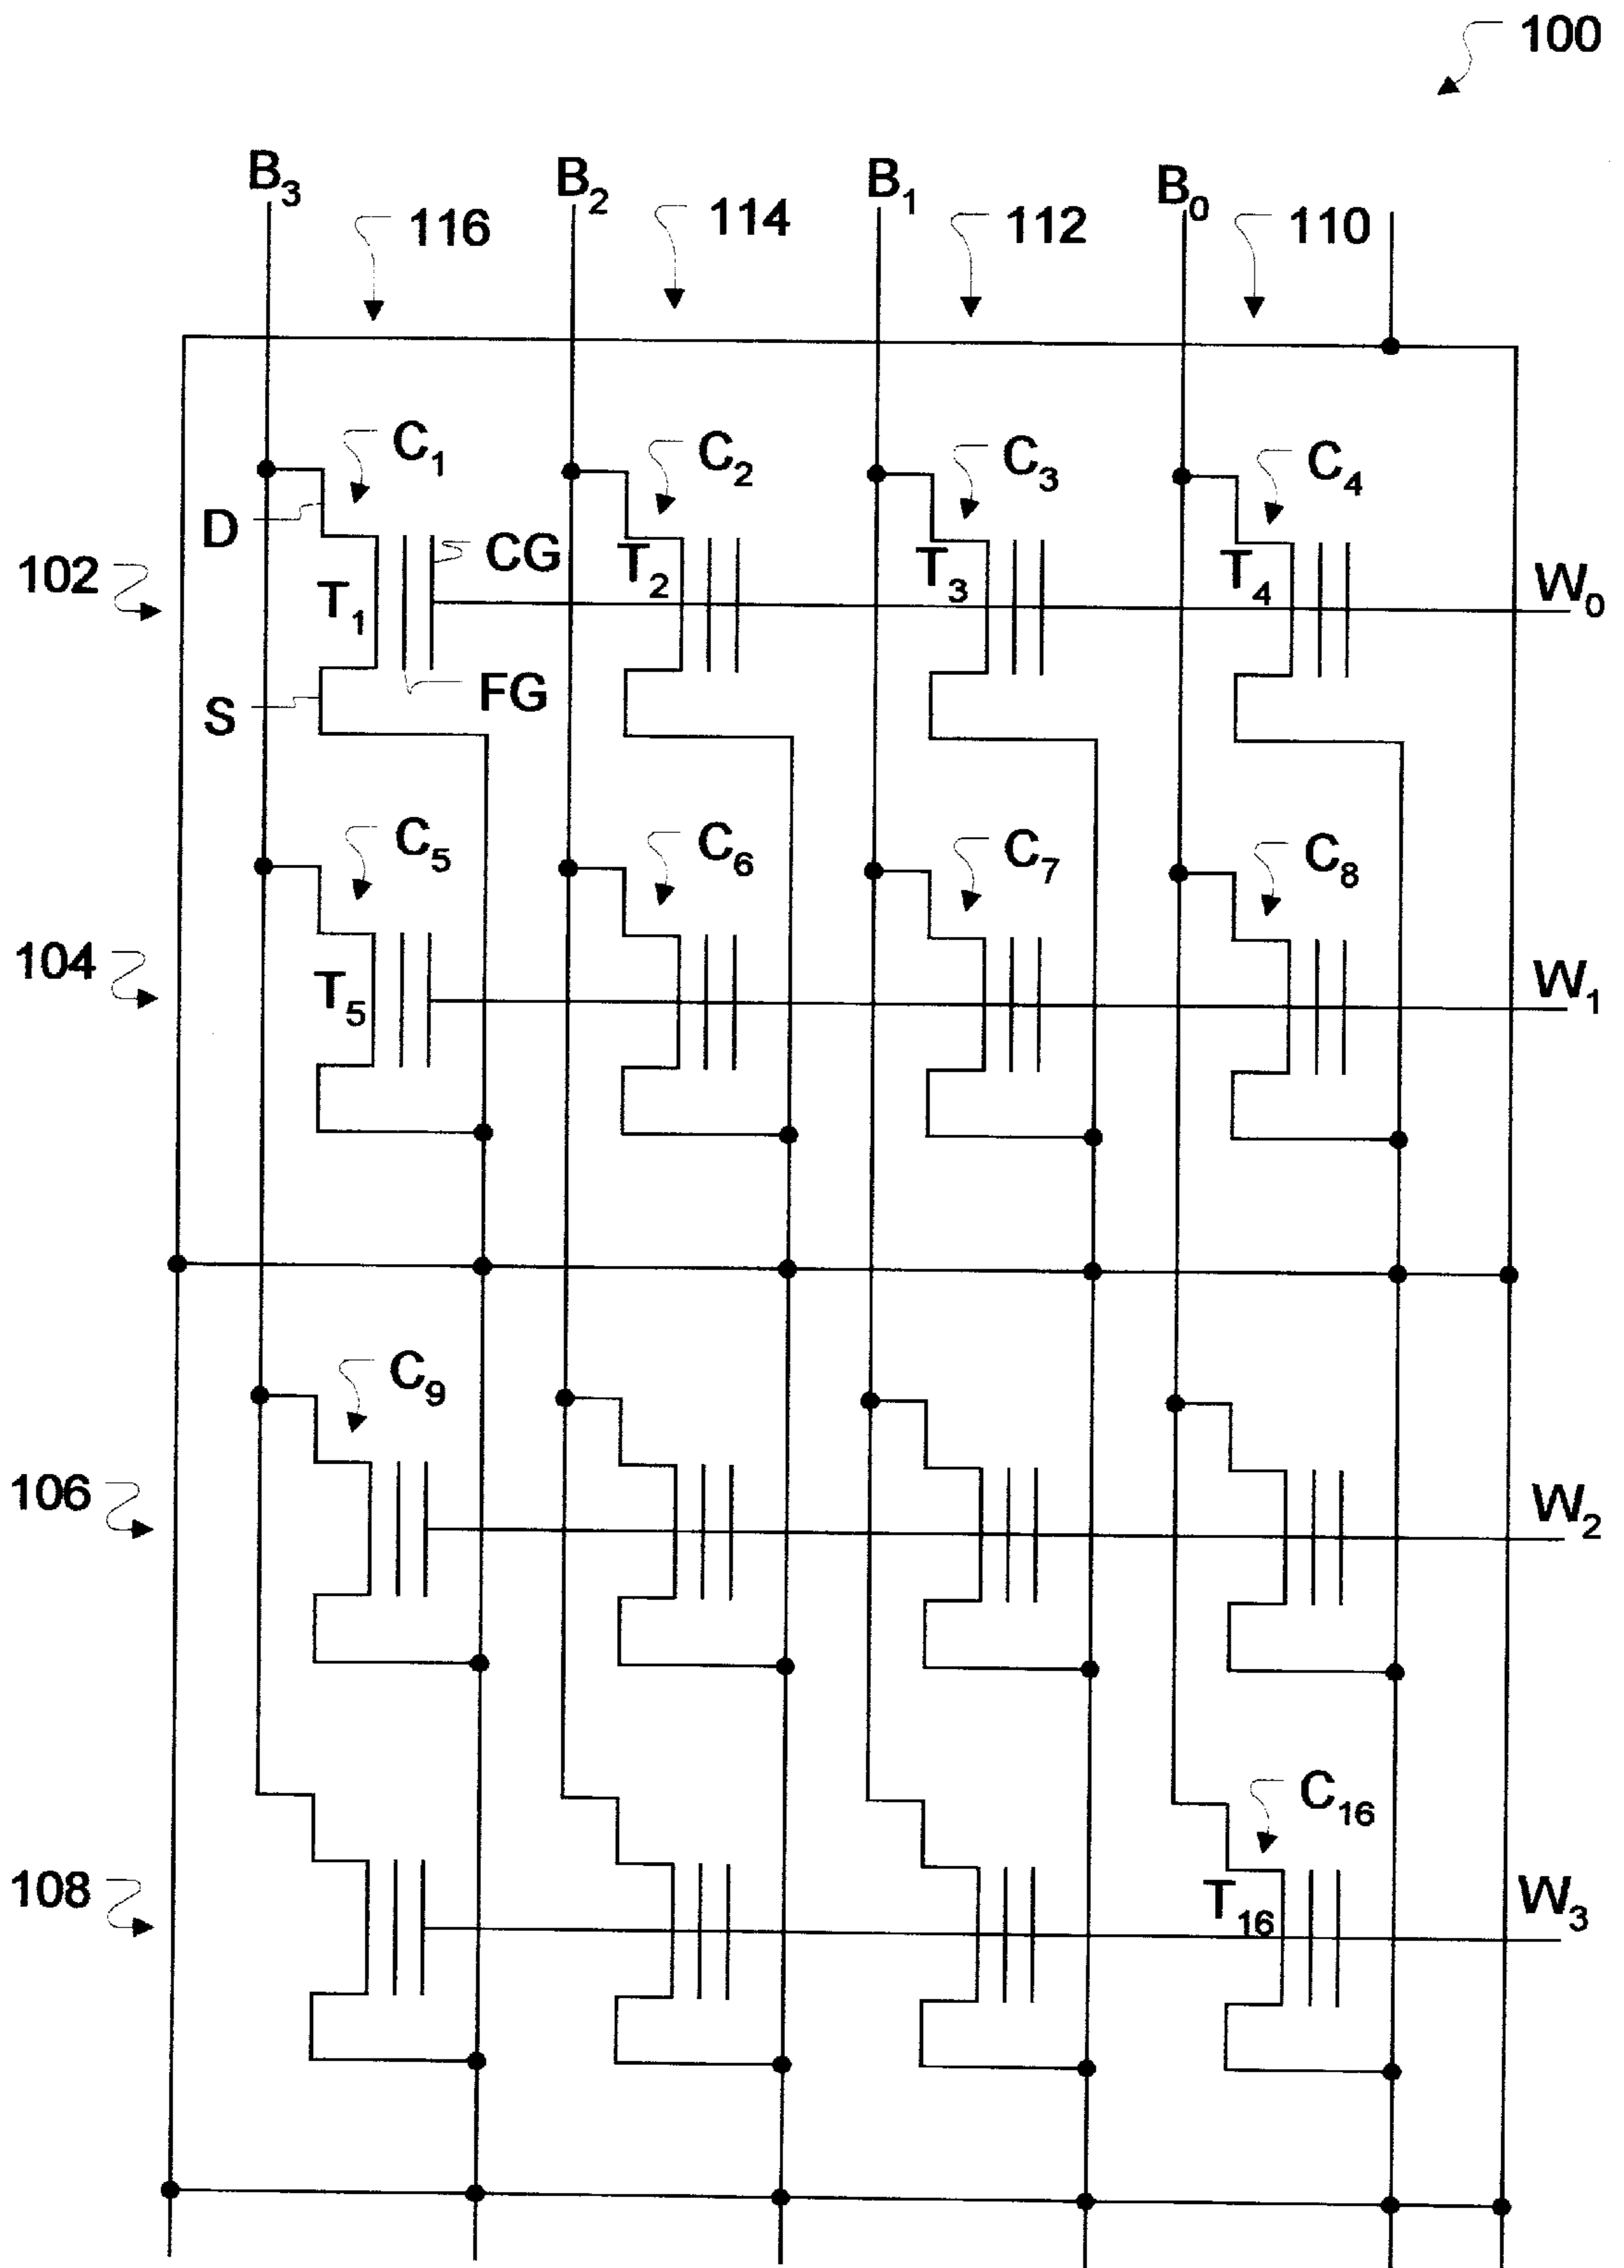 100
B3 B2 B1 B0
116 114 112 110
C1 C2 C3 C4
D CG
102 T1 T2 T3 T4 W0
S FG
C5 C6 C7 C8
104 T5 W1
C9
106 W2
C16
108 T16 W3